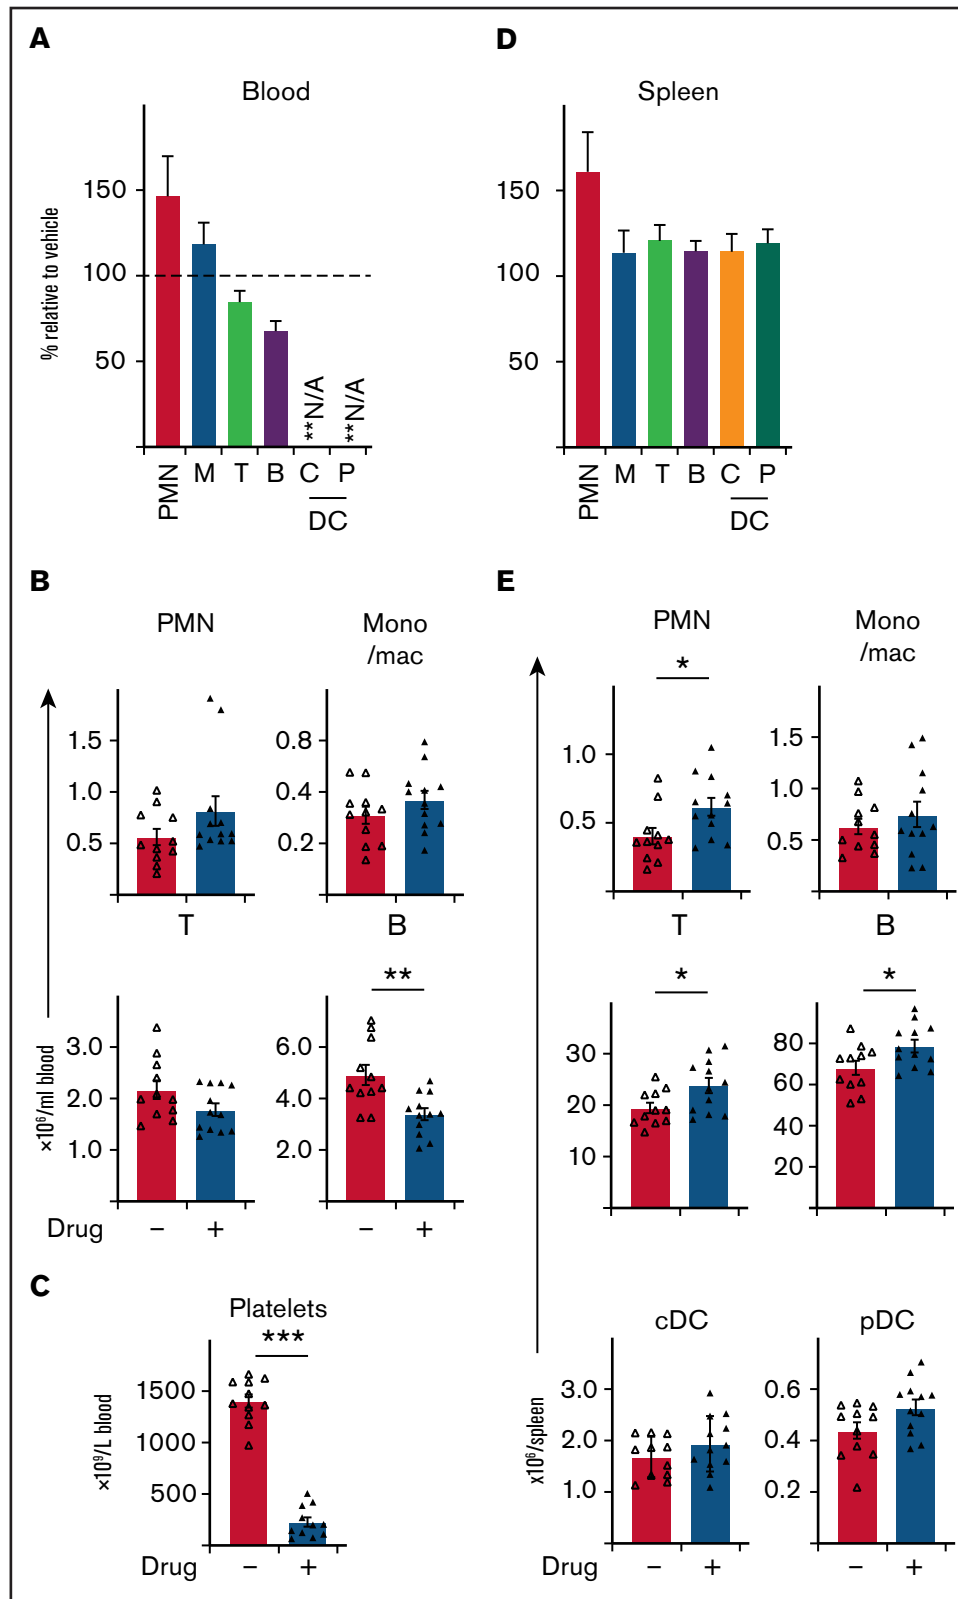 A
Blood
% relative to vehicle
150
100
50
**N/A
**N/A
PMN
M
T
B
C
P
DC
D
Spleen
150
100
50
PMN
M
T
B
C
P
DC
B
PMN
1.5
1.0
0.5
Mono
/mac
0.8
0.4
0.2
×10⁶/ml blood
T
3.0
2.0
1.0
B
**
6.0
4.0
2.0
Drug
−
+
−
+
C
Platelets
***
×10⁹/L blood
1500
1000
500
Drug
−
+
E
PMN
*
1.0
0.5
Mono
/mac
1.5
1.0
0.5
T
*
30
20
10
B
*
80
60
40
20
x10⁶/spleen
cDC
3.0
2.0
1.0
pDC
0.6
0.4
0.2
Drug
−
+
−
+